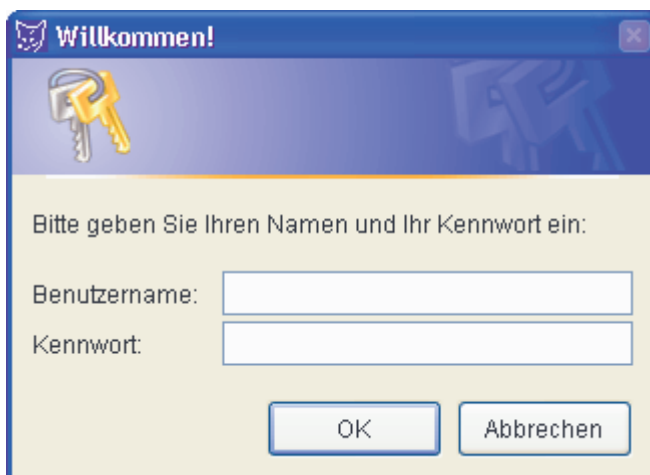 Willkommen!
Bitte geben Sie Ihren Namen und Ihr Kennwort ein:
Benutzername:
Kennwort:
OK
Abbrechen